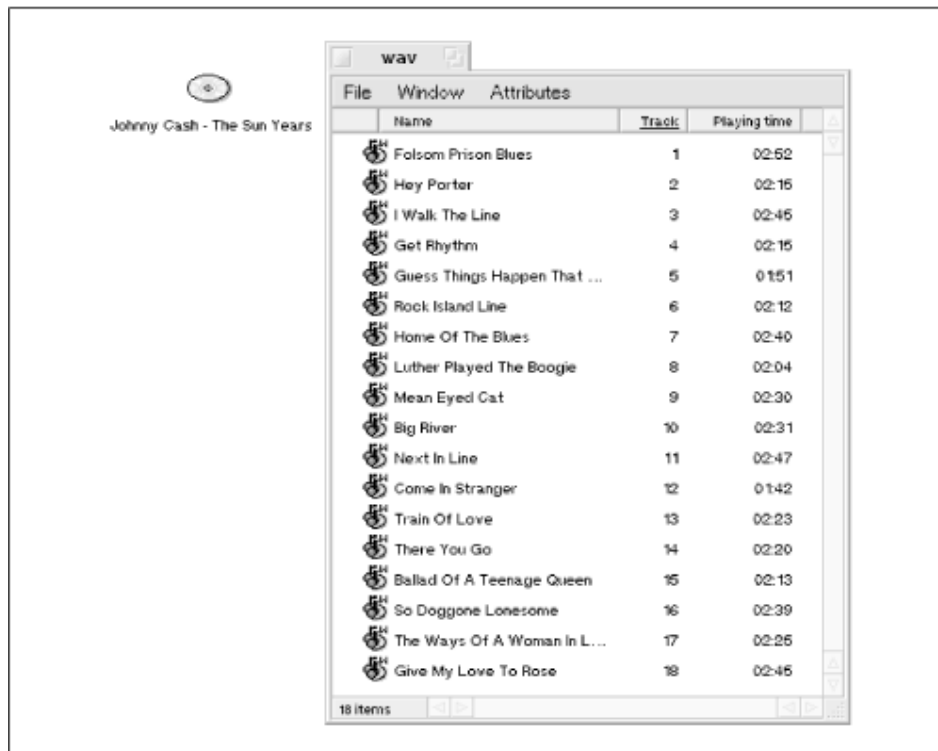 wav
Johnny Cash - The Sun Years
File Window Attributes
Name Track Playing time
Folsom Prison Blues 1 02:52
Hey Porter 2 02:15
I Walk The Line 3 02:45
Get Rhythm 4 02:15
Guess Things Happen That ... 5 01:51
Rock Island Line 6 02:12
Home Of The Blues 7 02:40
Luther Played The Boogie 8 02:04
Mean Eyed Cat 9 02:30
Big River 10 02:31
Next In Line 11 02:47
Come In Stranger 12 01:42
Train Of Love 13 02:23
There You Go 14 02:20
Ballad Of A Teenage Queen 15 02:13
So Doggone Lonesome 16 02:39
The Ways Of A Woman In L... 17 02:25
Give My Love To Rose 18 02:45
18 items